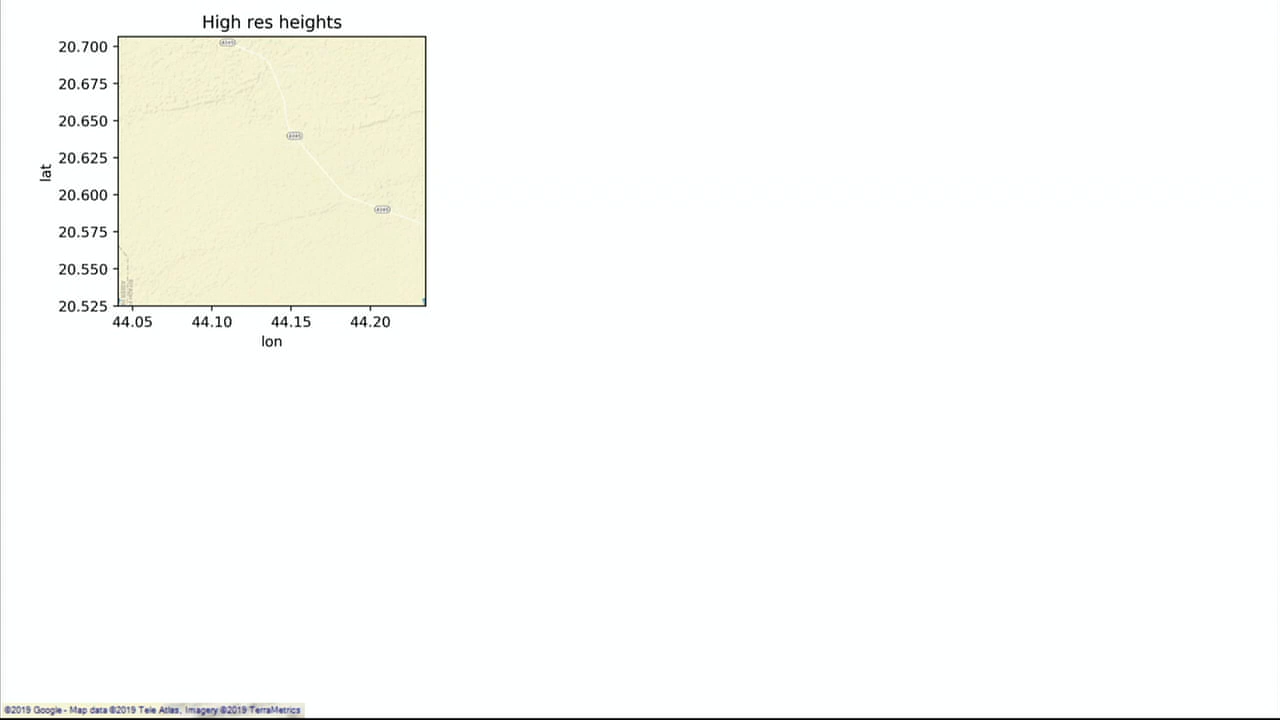 High res heights
20.700
20.675
20.650
20.625
20.600
20.575
20.550
20.525
lat
44.05 44.10 44.15 44.20
lon
©2019 Google - Map data ©2019 Tele Atlas, Imagery ©2019 TerraMetrics